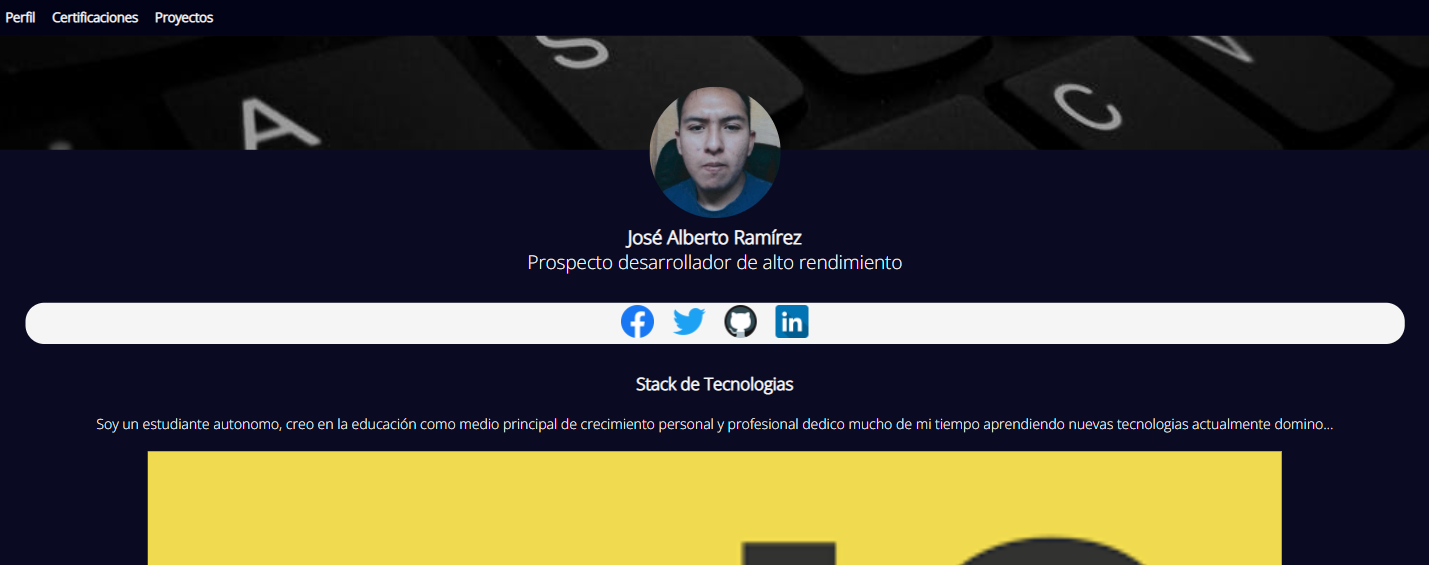 Perfil Certificaciones Proyectos
A S C V
José Alberto Ramírez
Prospecto desarrollador de alto rendimiento
in
Stack de Tecnologias
Soy un estudiante autonomo, creo en la educación como medio principal de crecimiento personal y profesional dedico mucho de mi tiempo aprendiendo nuevas tecnologias actualmente domino...